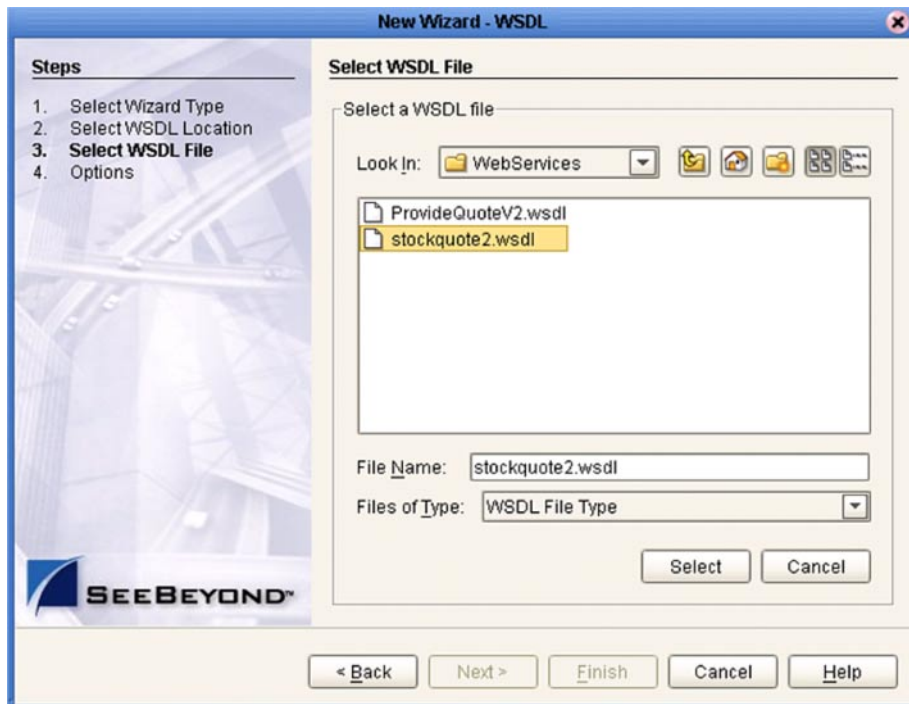 New Wizard - WSDL
Steps
1. Select Wizard Type
2. Select WSDL Location
3. Select WSDL File
4. Options
SEEBEYOND™
Select WSDL File
Select a WSDL file
Look In: WebServices
ProvideQuoteV2.wsdl
stockquote2.wsdl
File Name: stockquote2.wsdl
Files of Type: WSDL File Type
Select Cancel
< Back Next > Finish Cancel Help